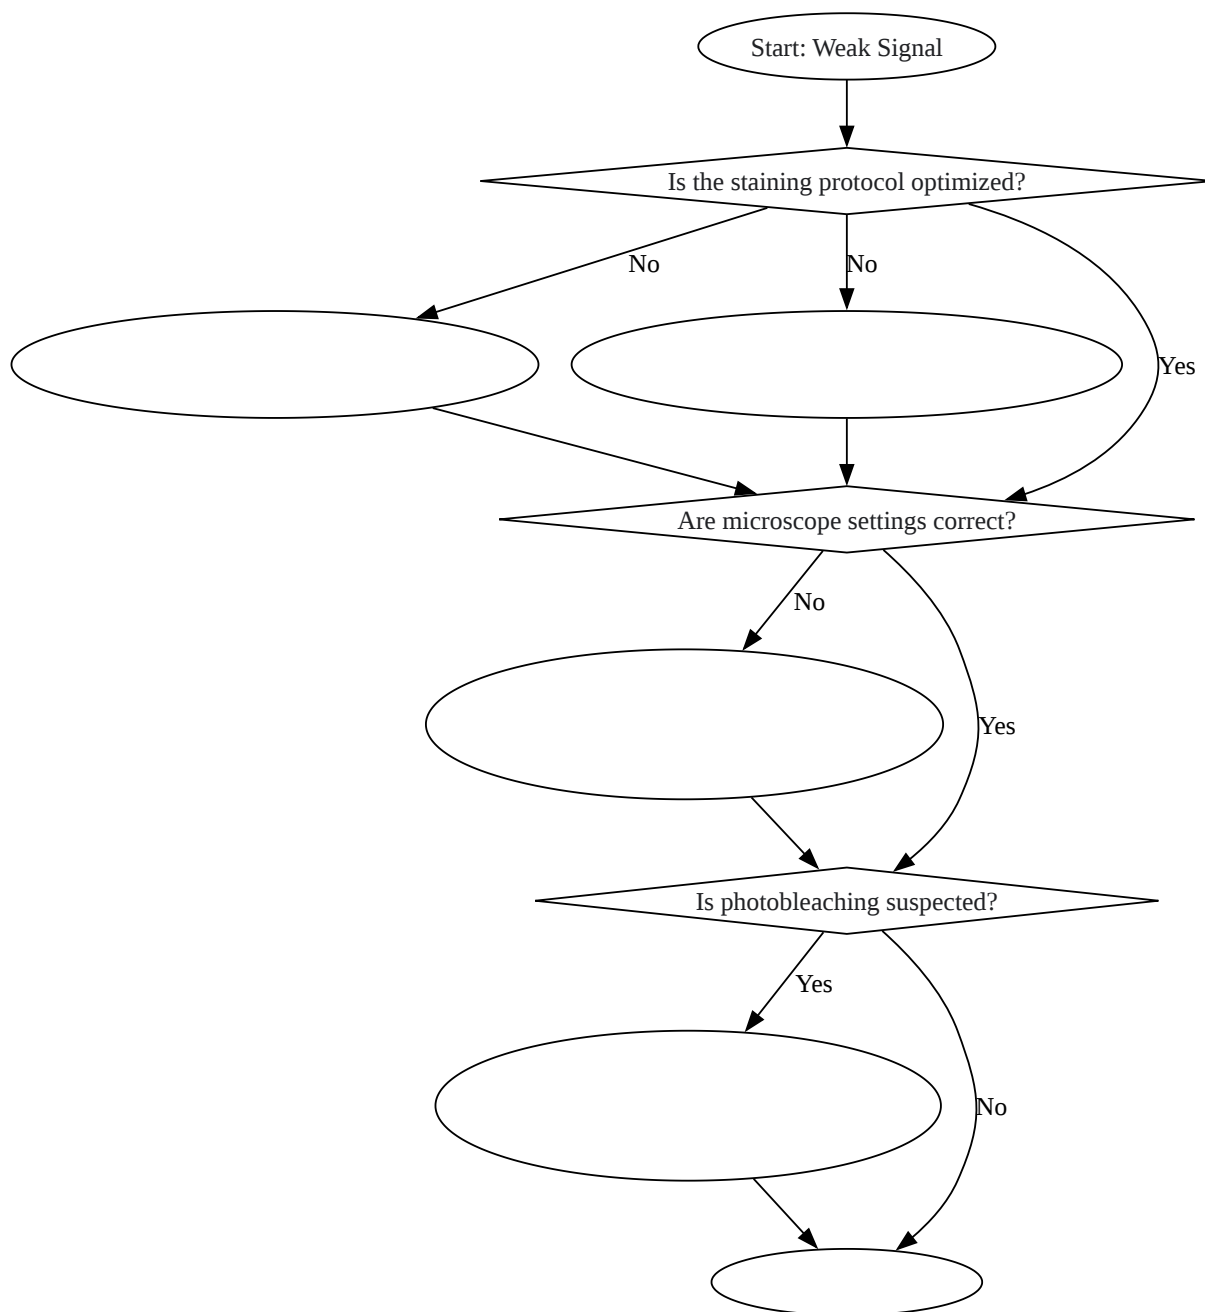 Start: Weak Signal
Is the staining protocol optimized?
No
No
Yes
Are microscope settings correct?
No
Yes
Is photobleaching suspected?
Yes
No